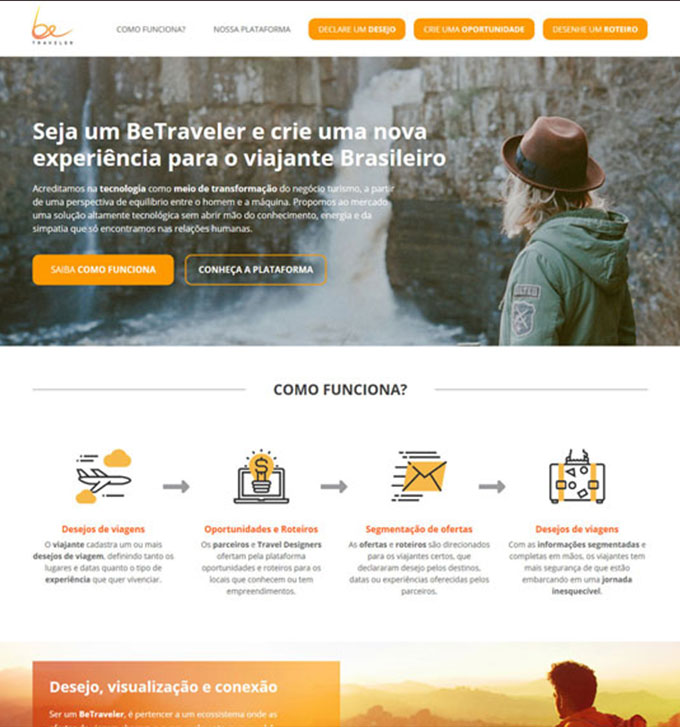 be
TRAVELER
COMO FUNCIONA?
NOSSA PLATAFORMA
DECLARE UM DESEJO
CRIE UMA OPORTUNIDADE
DESENHE UM ROTEIRO
Seja um BeTraveler e crie uma nova
experiência para o viajante Brasileiro
Acreditamos na tecnologia como meio de transformação do negócio turismo, a partir
de uma perspectiva de equilíbrio entre o homem e a máquina. Propomos ao mercado
uma solução altamente tecnológica sem abrir mão do conhecimento, energia e da
simpatia que só encontramos nas relações humanas.
SAIBA COMO FUNCIONA
CONHEÇA A PLATAFORMA
COMO FUNCIONA?
Desejos de viagens
O viajante cadastra um ou mais
desejos de viagem, definindo tanto os
lugares e datas quanto o tipo de
experiência que quer vivenciar.
Oportunidades e Roteiros
Os parceiros e Travel Designers
ofertam pela plataforma
oportunidades e roteiros para os
locais que conhecem ou tem
empreendimentos.
Segmentação de ofertas
As ofertas e roteiros são direcionados
para os viajantes certos, que
declararam desejo pelos destinos,
datas ou experiências oferecidas pelos
parceiros.
Desejos de viagens
Com as informações segmentadas e
completas em mãos, os viajantes tem
mais segurança de que estão
embarcando em uma jornada
inesquecível.
Desejo, visualização e conexão
Ser um BeTraveler, é pertencer a um ecossistema onde as